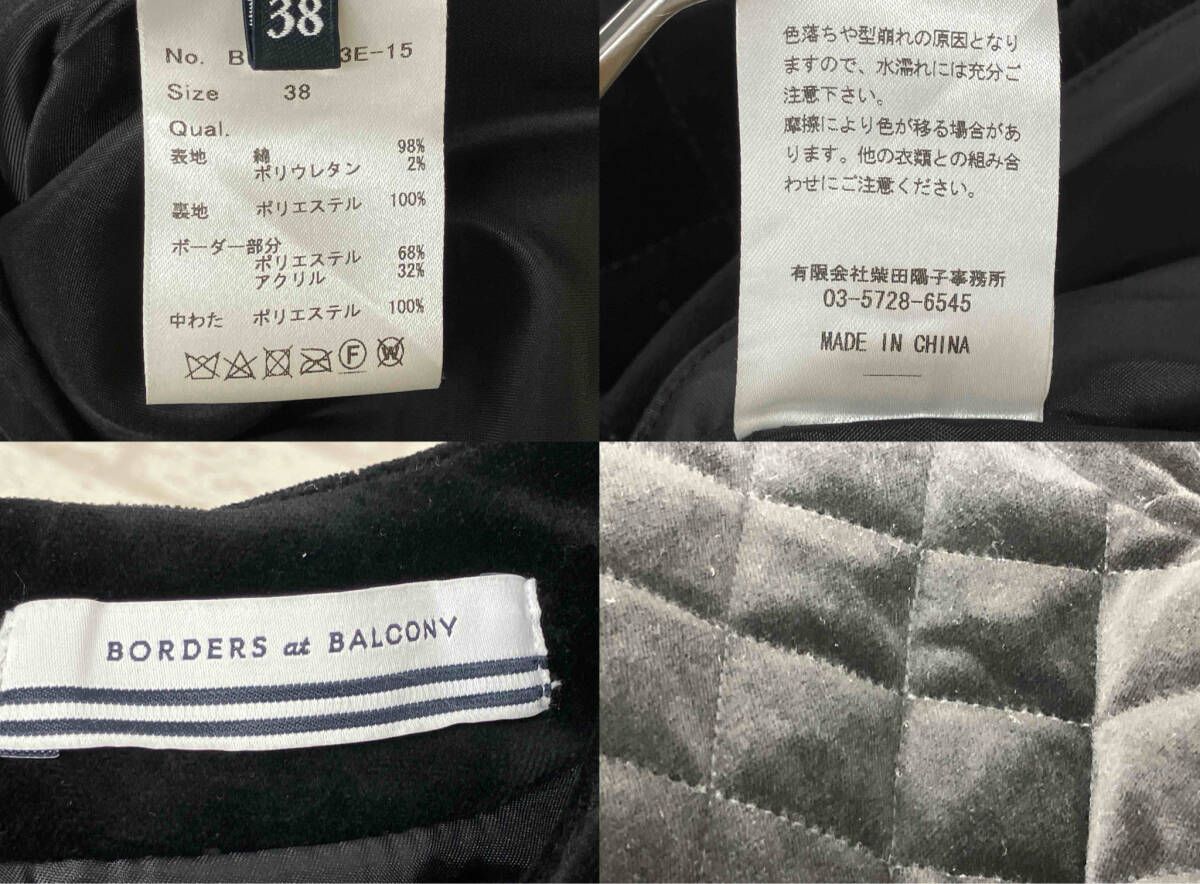 38
No. B 3E-15
Size 38
Qual.
表地 綿 98%
ポリウレタン 2%
裏地 ポリエステル 100%
ボーダー部分
ポリエステル 68%
アクリル 32%
中わた ポリエステル 100%
F W
色落ちや型崩れの原因となり
ますので、水濡れには充分ご
注意下さい。
摩擦により色が移る場合があ
ります。他の衣類との組み合
わせにご注意ください。
有限会社柴田陽子事務所
03-5728-6545
MADE IN CHINA
BORDERS at BALCONY